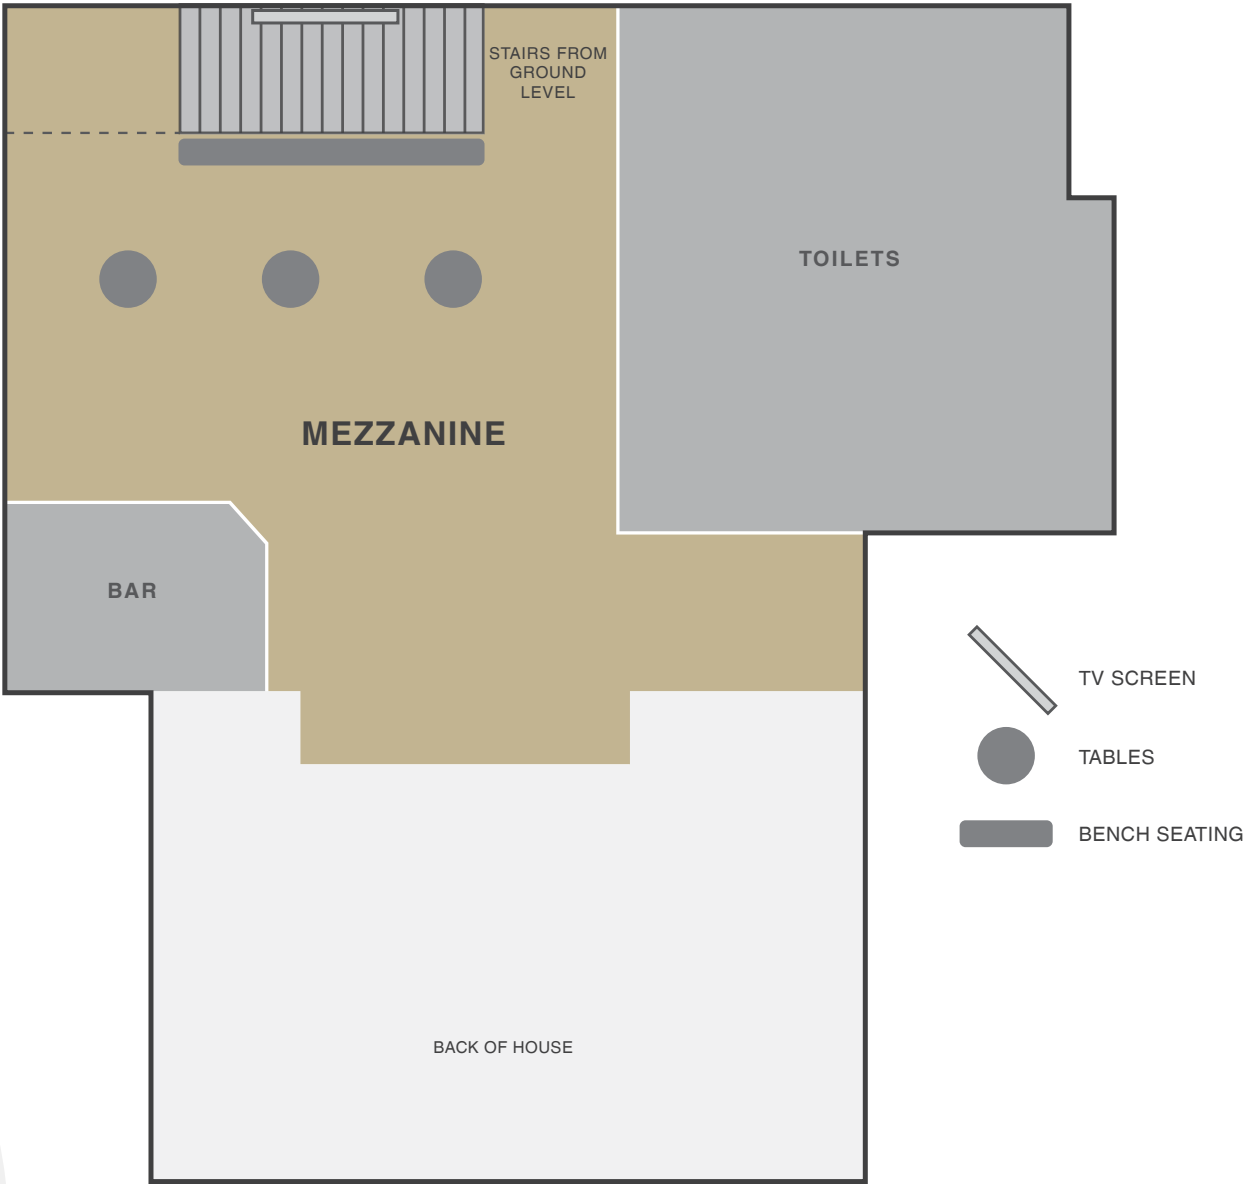 STAIRS FROM
GROUND
LEVEL
TOILETS
MEZZANINE
BAR
TV SCREEN
TABLES
BENCH SEATING
BACK OF HOUSE